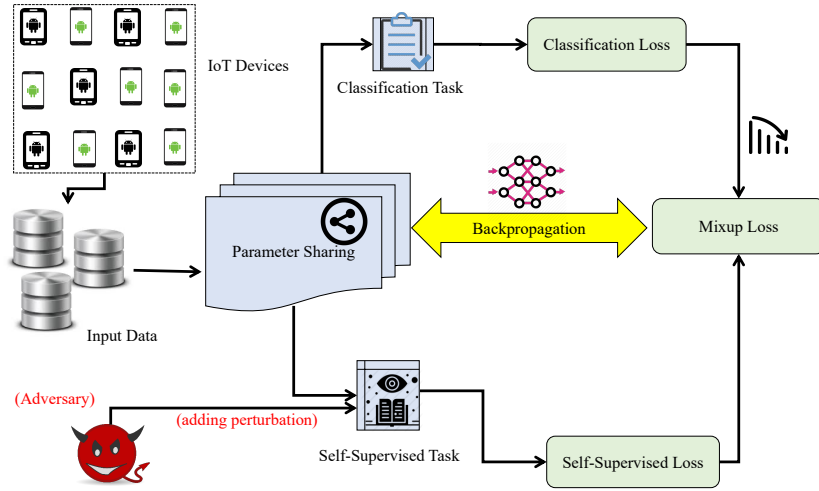 IoT Devices
Classification Task
Classification Loss
Parameter Sharing
Backpropagation
Mixup Loss
Input Data
(Adversary)
(adding perturbation)
Self-Supervised Task
Self-Supervised Loss